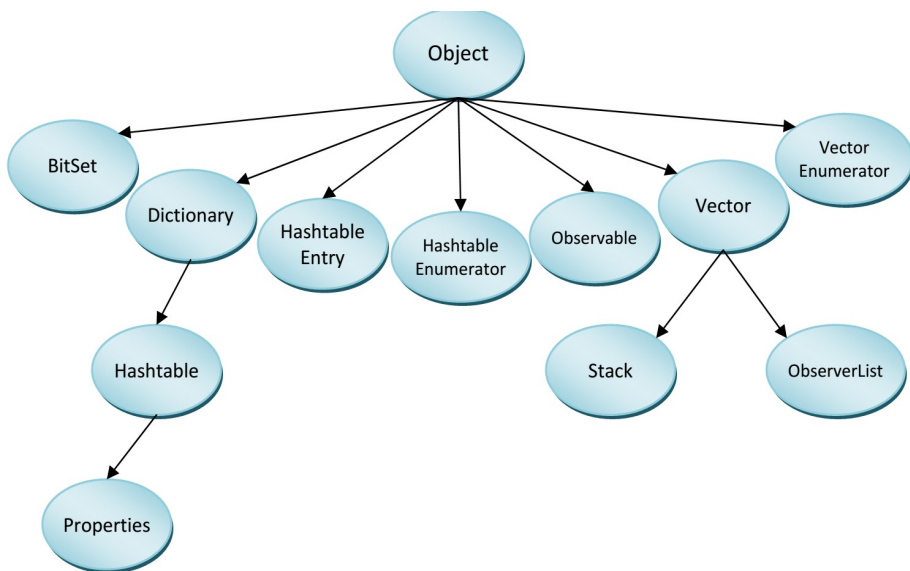 Object
BitSet
Dictionary
Hashtable
Entry
Hashtable
Enumerator
Observable
Vector
Vector
Enumerator
Hashtable
Stack
ObserverList
Properties